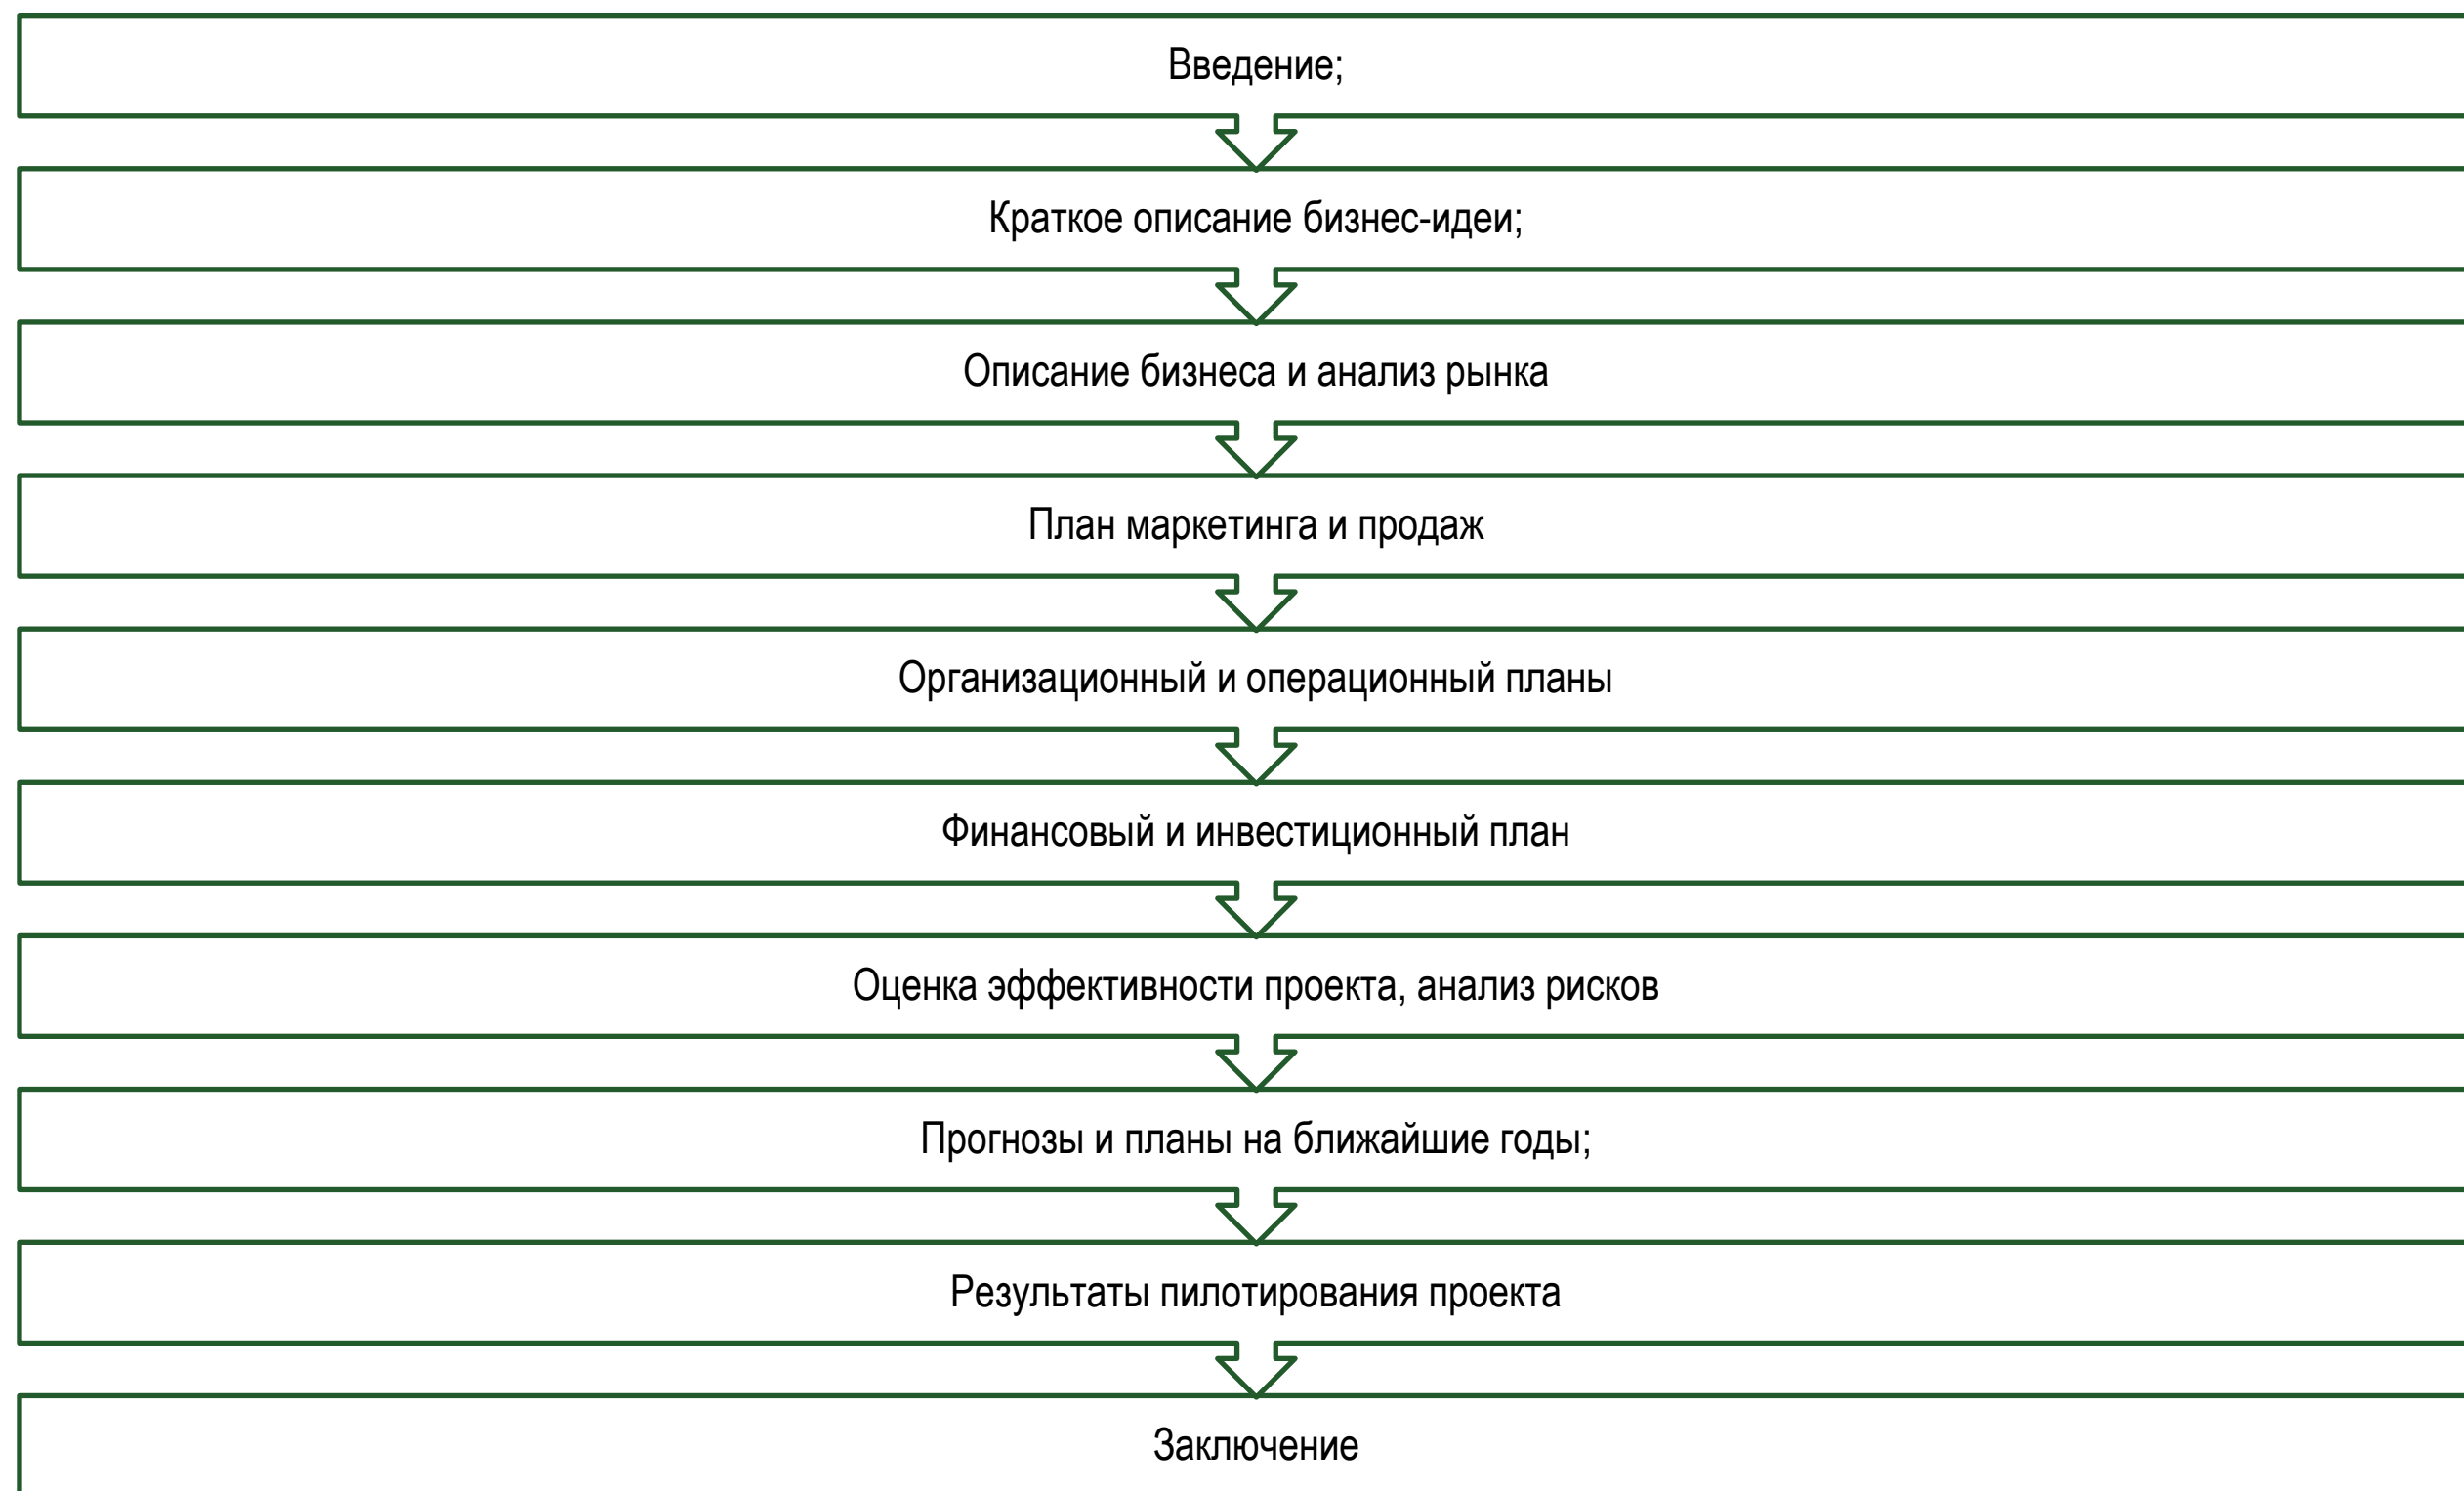 Введение;
Краткое описание бизнес-идеи;
Описание бизнеса и анализ рынка
План маркетинга и продаж
Организационный и операционный планы
Финансовый и инвестиционный план
Оценка эффективности проекта, анализ рисков
Прогнозы и планы на ближайшие годы;
Результаты пилотирования проекта
Заключение